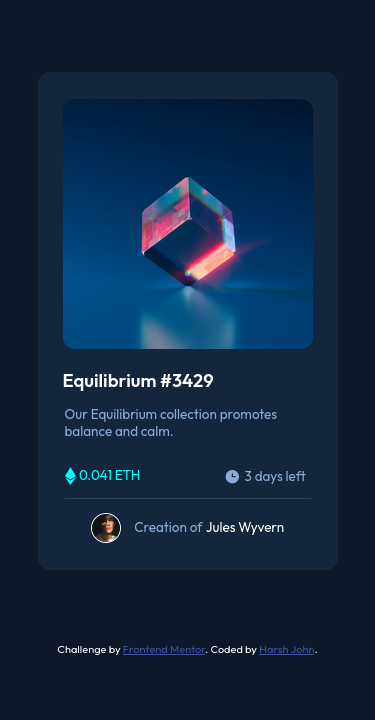 Equilibrium #3429
Our Equilibrium collection promotes
balance and calm.
0.041 ETH
3 days left
Creation of Jules Wyvern
Challenge by Frontend Mentor. Coded by Harsh John.